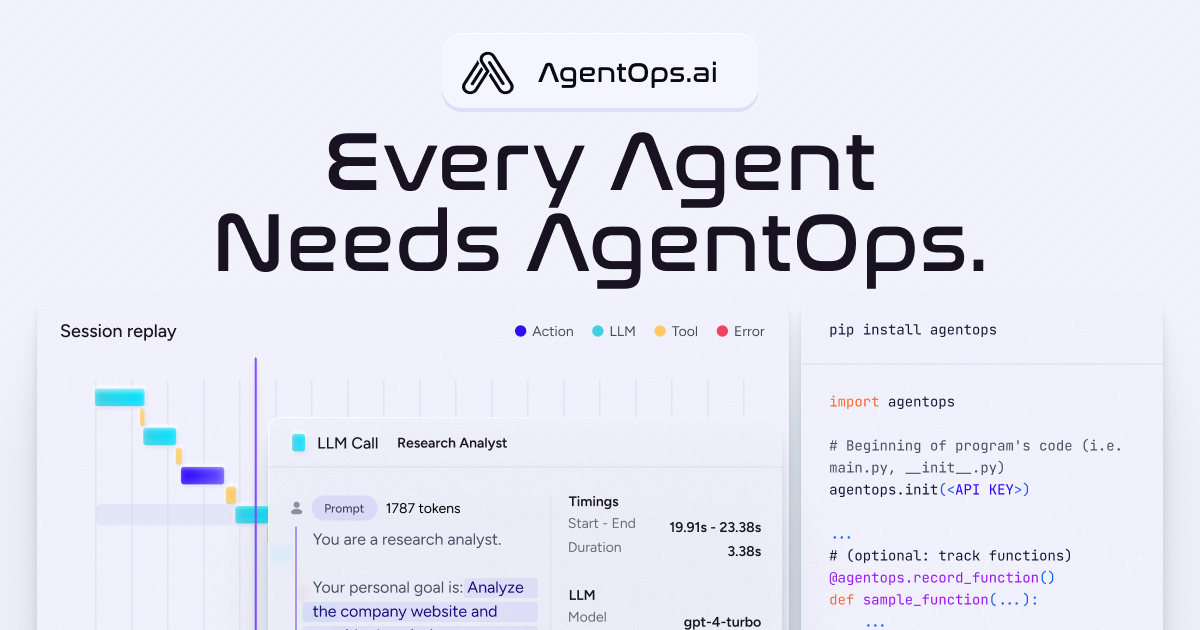 AgentOps.ai
Every Agent
Needs AgentOps.
Session replay
Action LLM Tool Error
LLM Call Research Analyst
Prompt 1787 tokens
You are a research analyst.
Your personal goal is: Analyze
the company website and
Timings
Start - End 19.91s - 23.38s
Duration 3.38s
LLM
Model gpt-4-turbo
pip install agentops
import agentops
# Beginning of program's code (i.e.
main.py, __init__.py)
agentops.init(<API KEY>)
...
# (optional: track functions)
@agentops.record_function()
def sample_function(...):
...